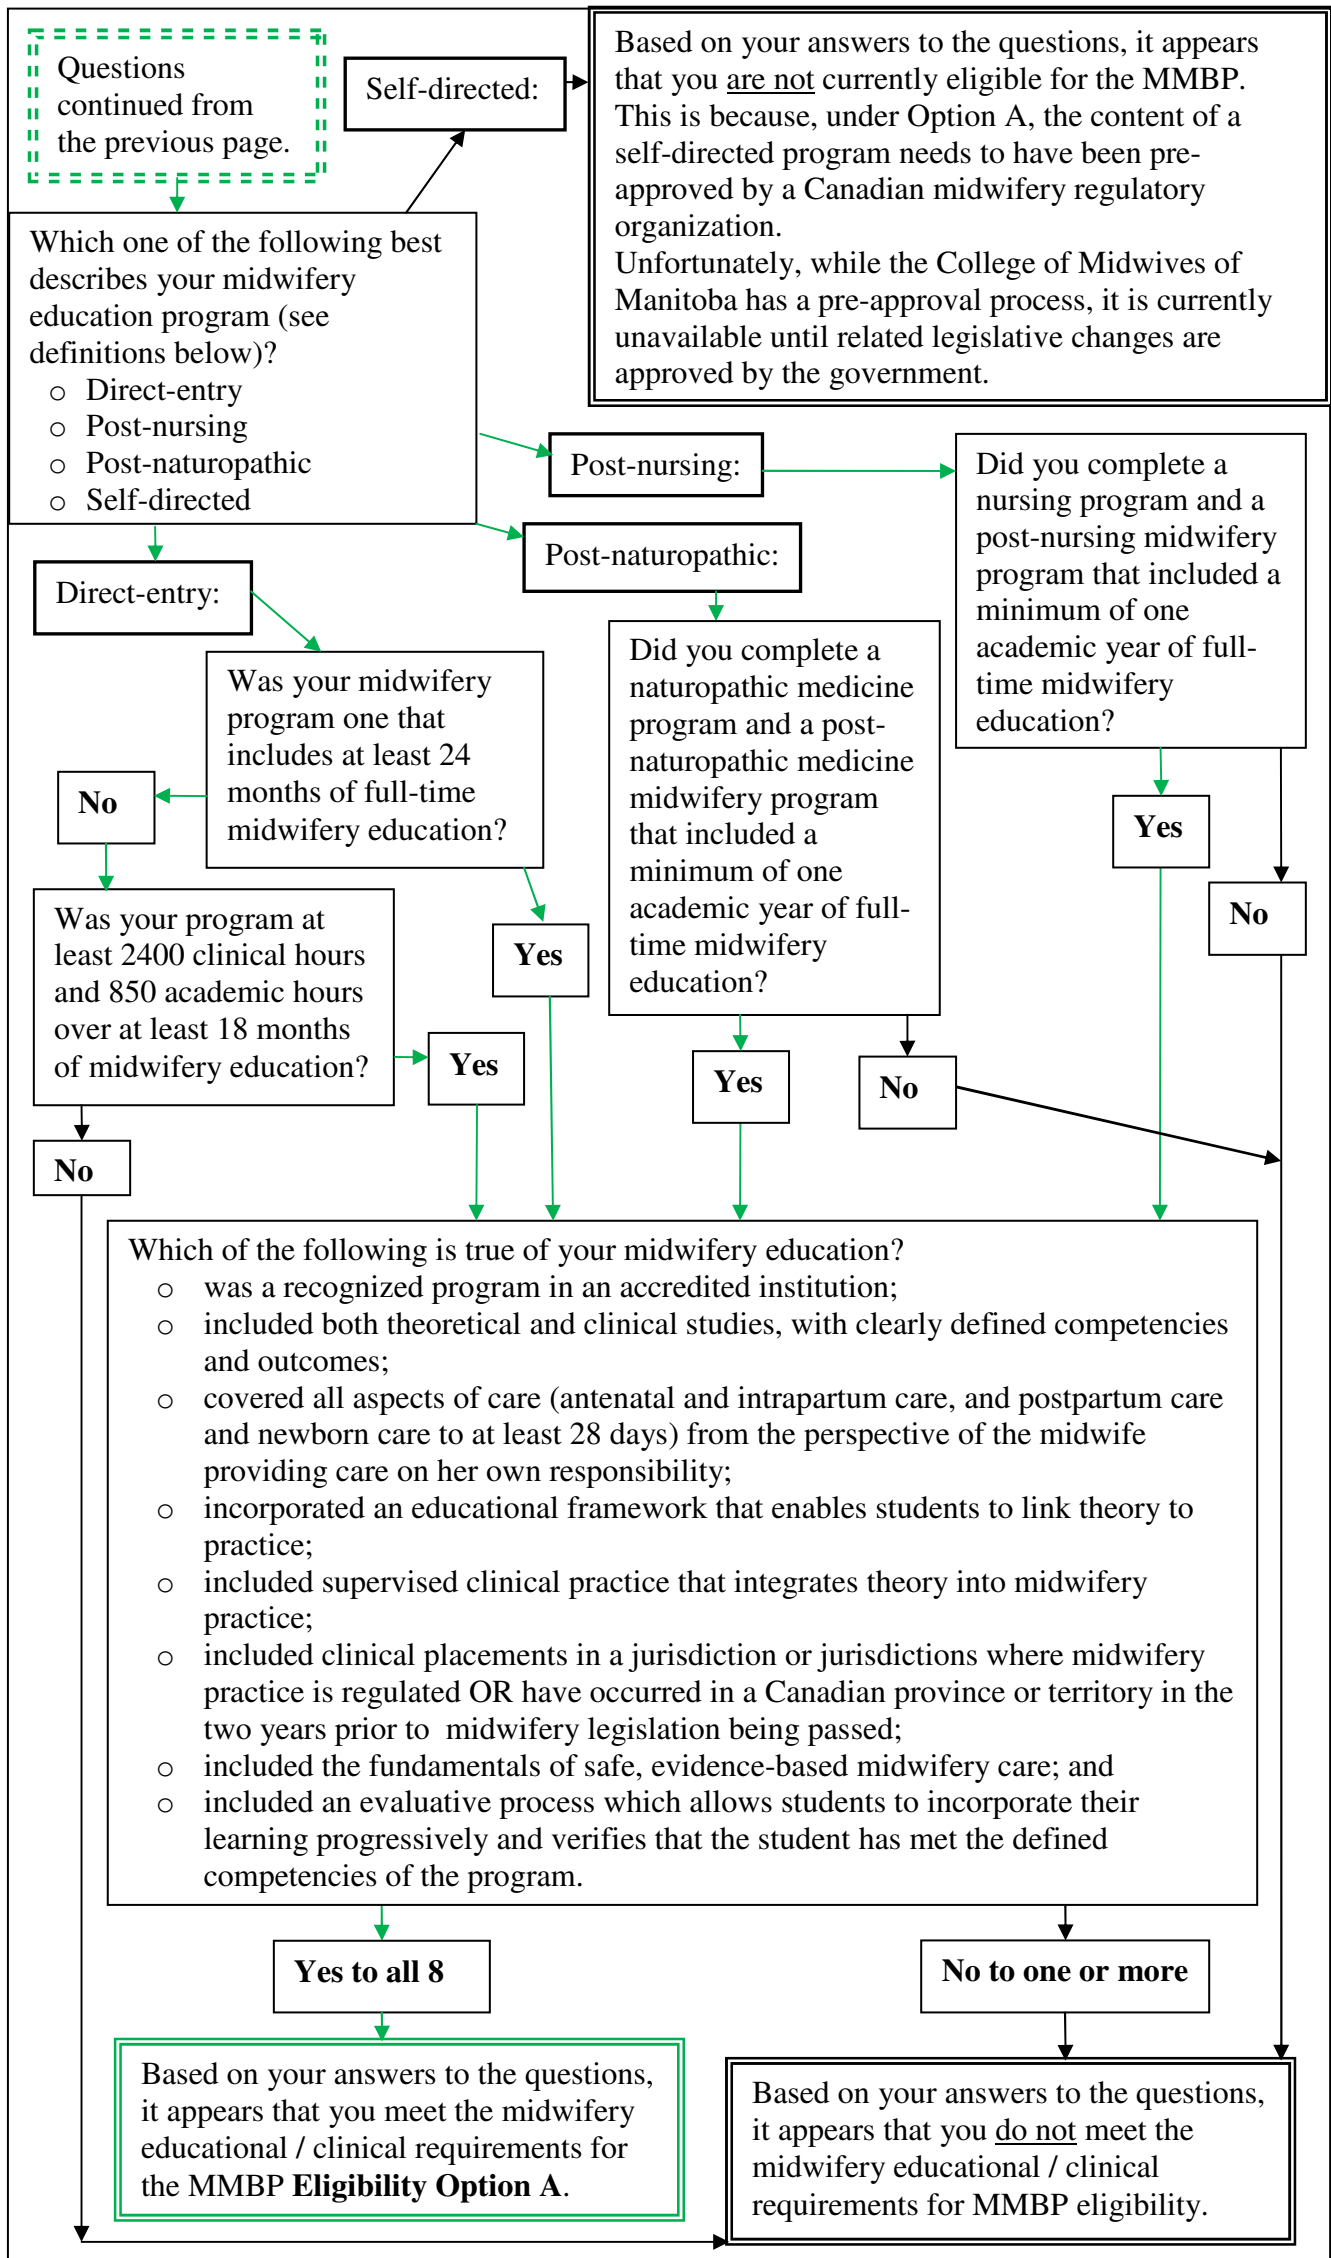 Questions
continued from
the previous page.
Self-directed:
Based on your answers to the questions, it appears
that you are not currently eligible for the MMBP.
This is because, under Option A, the content of a
self-directed program needs to have been pre-
approved by a Canadian midwifery regulatory
organization.
Unfortunately, while the College of Midwives of
Manitoba has a pre-approval process, it is currently
unavailable until related legislative changes are
approved by the government.
Which one of the following best
describes your midwifery
education program (see
definitions below)?
o Direct-entry
o Post-nursing
o Post-naturopathic
o Self-directed
Post-nursing:
Did you complete a
nursing program and a
post-nursing midwifery
program that included a
minimum of one
academic year of full-
time midwifery
education?
Post-naturopathic:
Direct-entry:
Did you complete a
naturopathic medicine
program and a post-
naturopathic medicine
midwifery program
that included a
minimum of one
academic year of full-
time midwifery
education?
Was your midwifery
program one that
includes at least 24
months of full-time
midwifery education?
No
Yes
No
Was your program at
least 2400 clinical hours
and 850 academic hours
over at least 18 months
of midwifery education?
Yes
Yes
Yes
No
No
Which of the following is true of your midwifery education?
o was a recognized program in an accredited institution;
o included both theoretical and clinical studies, with clearly defined competencies
and outcomes;
o covered all aspects of care (antenatal and intrapartum care, and postpartum care
and newborn care to at least 28 days) from the perspective of the midwife
providing care on her own responsibility;
o incorporated an educational framework that enables students to link theory to
practice;
o included supervised clinical practice that integrates theory into midwifery
practice;
o included clinical placements in a jurisdiction or jurisdictions where midwifery
practice is regulated OR have occurred in a Canadian province or territory in the
two years prior to midwifery legislation being passed;
o included the fundamentals of safe, evidence-based midwifery care; and
o included an evaluative process which allows students to incorporate their
learning progressively and verifies that the student has met the defined
competencies of the program.
Yes to all 8
No to one or more
Based on your answers to the questions,
it appears that you meet the midwifery
educational / clinical requirements for
the MMBP Eligibility Option A.
Based on your answers to the questions,
it appears that you do not meet the
midwifery educational / clinical
requirements for MMBP eligibility.